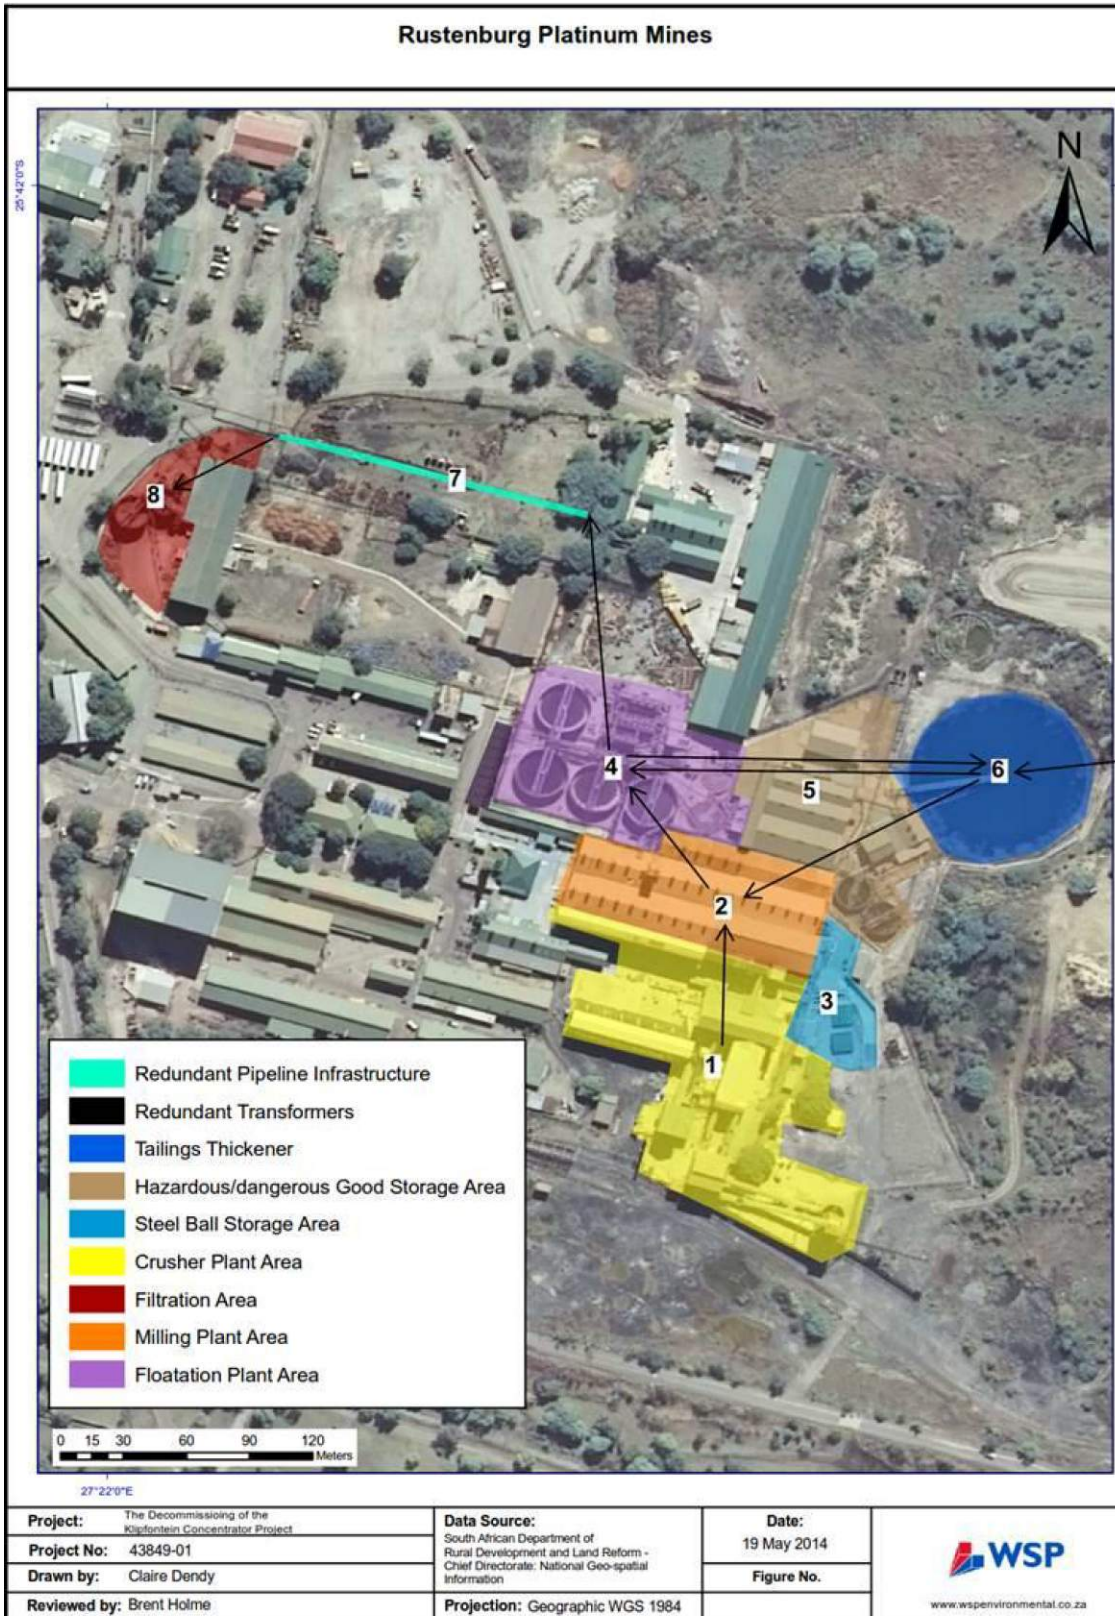 Rustenburg Platinum Mines
N
25°42'0"S
7
8
4
6
5
2
3
1
Redundant Pipeline Infrastructure
Redundant Transformers
Tailings Thickener
Hazardous/dangerous Good Storage Area
Steel Ball Storage Area
Crusher Plant Area
Filtration Area
Milling Plant Area
Floatation Plant Area
0 15 30 60 90 120
Meters
27°22'0"E
Project: The Decommissioing of the
Klipfontein Concentrator Project
Project No: 43849-01
Drawn by: Claire Dendy
Reviewed by: Brent Holme
Data Source:
South African Department of
Rural Development and Land Reform -
Chief Directorate: National Geo-spatial
Information
Projection: Geographic WGS 1984
Date:
19 May 2014
Figure No.
WSP
www.wspenvironmental.co.za